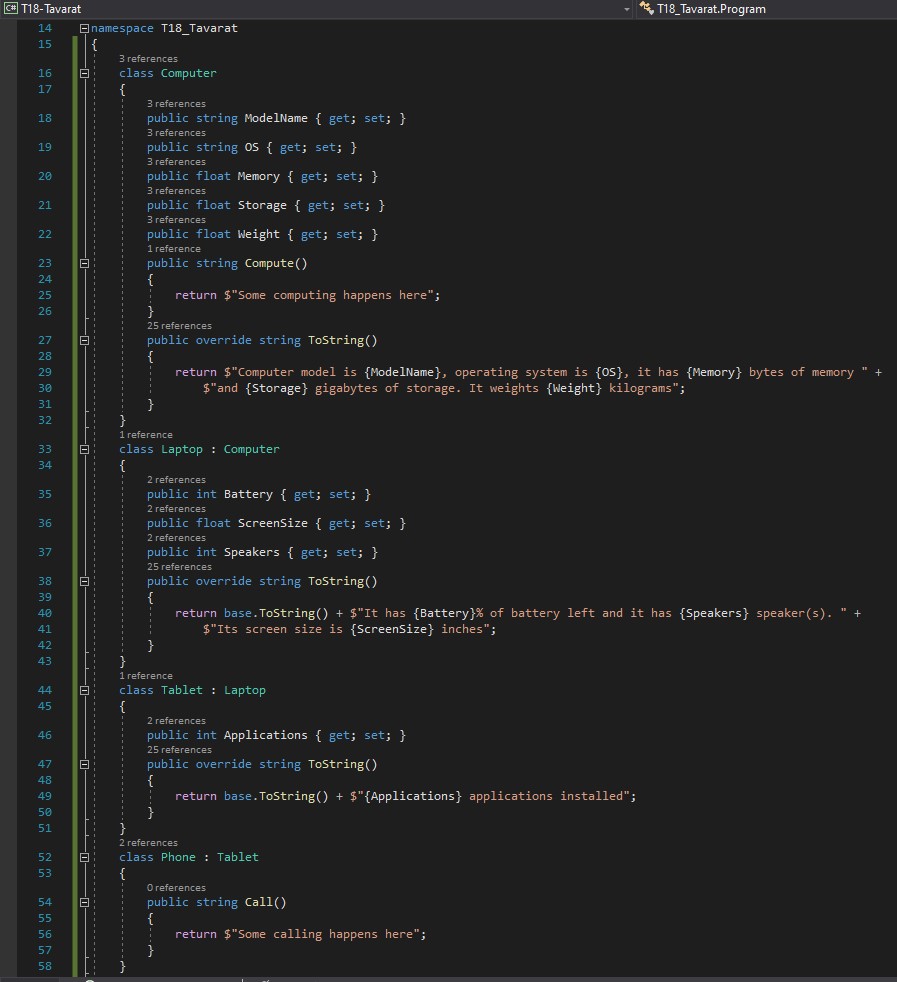 C# T18-Tavarat T18_Tavarat.Program
14 namespace T18_Tavarat
15 {
3 references
16 class Computer
17 {
3 references
18 public string ModelName { get; set; }
3 references
19 public string OS { get; set; }
3 references
20 public float Memory { get; set; }
3 references
21 public float Storage { get; set; }
3 references
22 public float Weight { get; set; }
1 reference
23 public string Compute()
24 {
25 return $"Some computing happens here";
26 }
25 references
27 public override string ToString()
28 {
29 return $"Computer model is {ModelName}, operating system is {OS}, it has {Memory} bytes of memory " +
30 $"and {Storage} gigabytes of storage. It weights {Weight} kilograms";
31 }
32 }
1 reference
33 class Laptop : Computer
34 {
2 references
35 public int Battery { get; set; }
2 references
36 public float ScreenSize { get; set; }
2 references
37 public int Speakers { get; set; }
25 references
38 public override string ToString()
39 {
40 return base.ToString() + $"It has {Battery}% of battery left and it has {Speakers} speaker(s). " +
41 $"Its screen size is {ScreenSize} inches";
42 }
43 }
1 reference
44 class Tablet : Laptop
45 {
2 references
46 public int Applications { get; set; }
25 references
47 public override string ToString()
48 {
49 return base.ToString() + $"{Applications} applications installed";
50 }
51 }
2 references
52 class Phone : Tablet
53 {
0 references
54 public string Call()
55 {
56 return $"Some calling happens here";
57 }
58 }